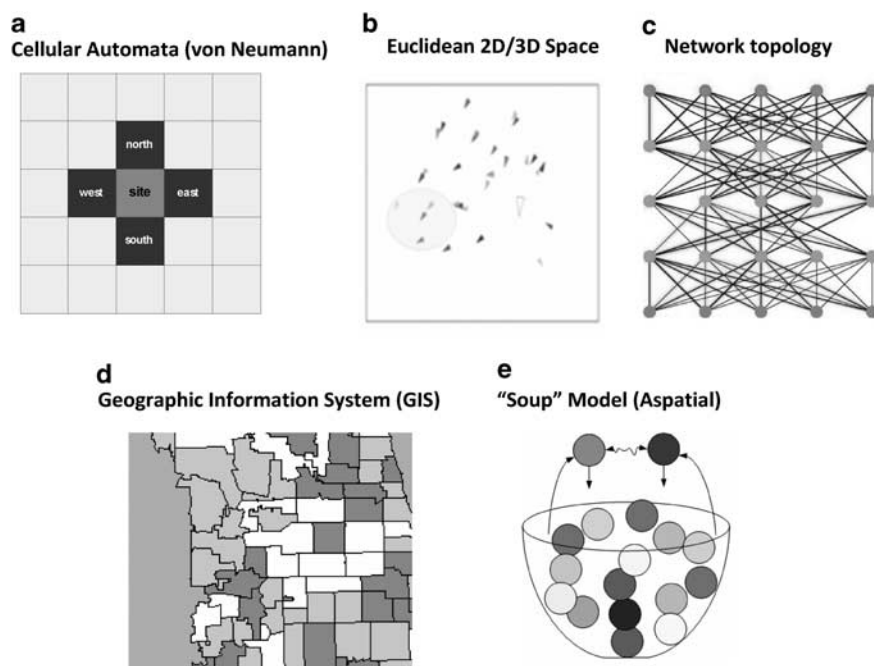 a
Cellular Automata (von Neumann)
north
west
site
east
south
b
Euclidean 2D/3D Space
c
Network topology
d
Geographic Information System (GIS)
e
“Soup” Model (Aspatial)